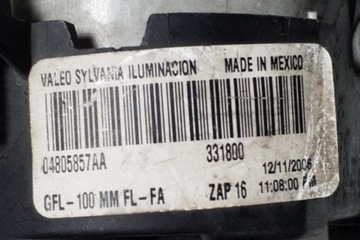 VALEO SYLVANIA ILUMINACION MADE IN MEXICO
04805857AA 331800
12/11/2006
GFL-100 MM FL-FA ZAP 16 11:08:00 PM